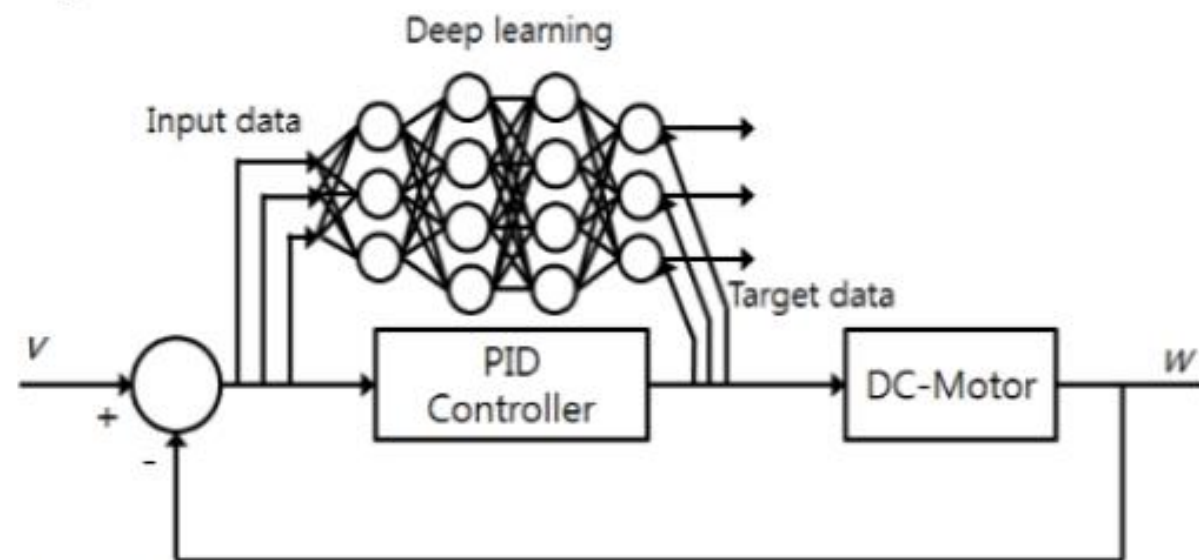 Deep learning
Input data
Target data
V
+
-
PID
Controller
DC-Motor
W